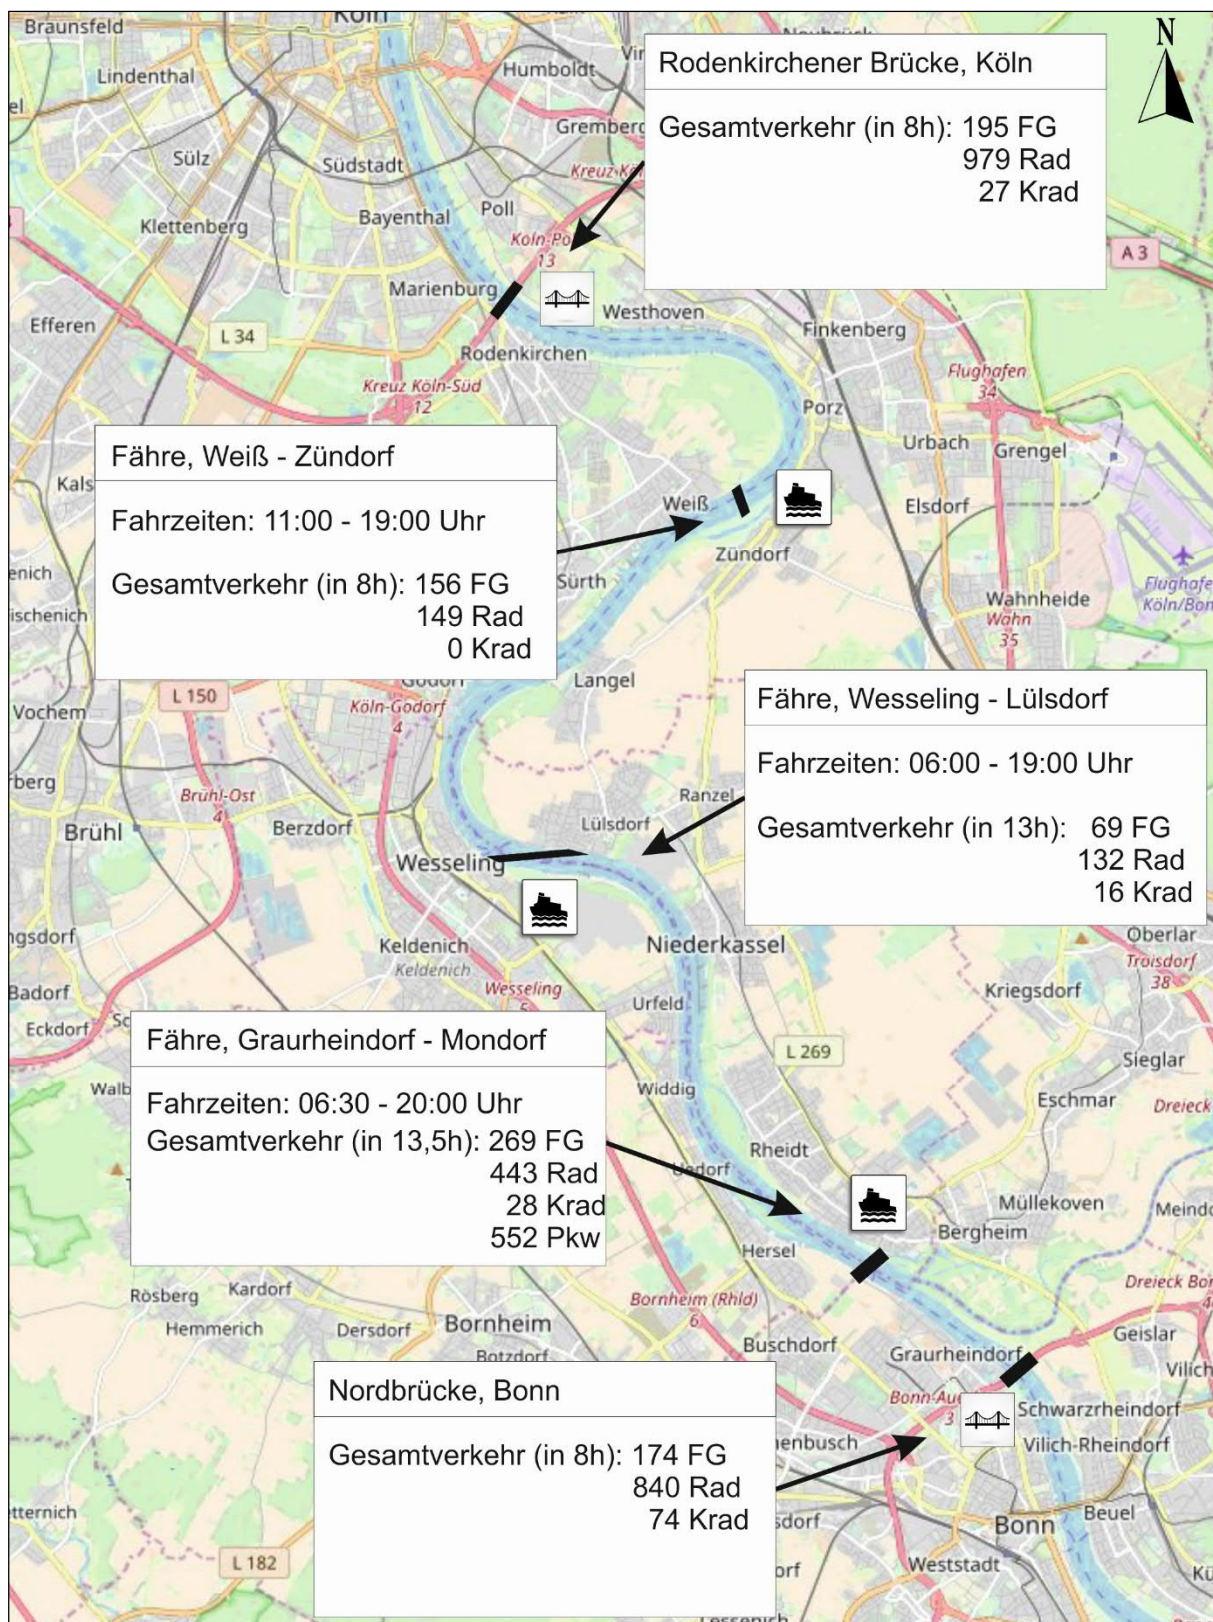 Köln
Braunsfeld
Lindenthal
Humboldt
N
Rodenkirchener Brücke, Köln
Gesamtverkehr (in 8h): 195 FG
979 Rad
27 Krad
Sülz
Südstadt
Poll
Klettenberg
Bayenthal
13
A 3
Marienburg
Westhoven
Finkenberg
Efferen
L 34
Rodenkirchen
Kreuz Köln-Süd
12
Flughafen
34
Porz
Urbach
Grengel
Fähre, Weiß - Zündorf
Fahrzeiten: 11:00 - 19:00 Uhr
Gesamtverkehr (in 8h): 156 FG
149 Rad
0 Krad
Weiß
Elsdorf
Zündorf
Sürth
Wahnheide
Wahn
35
Langel
L 150
Köln-Godorf
4
Vochem
Fähre, Wesseling - Lülsdorf
Fahrzeiten: 06:00 - 19:00 Uhr
Gesamtverkehr (in 13h): 69 FG
132 Rad
16 Krad
Brühl-Ost
4
Ranzel
Brühl
Berzdorf
Lülsdorf
Wesseling
Keldenich
Keldenich
Niederkassel
Oberlar
Troisdorf
38
Badorf
Wesseling
5
Urfeld
Kriegsdorf
Eckdorf
Fähre, Graurheindorf - Mondorf
Fahrzeiten: 06:30 - 20:00 Uhr
Gesamtverkehr (in 13,5h): 269 FG
443 Rad
28 Krad
552 Pkw
L 269
Sieglar
Widdig
Eschmar
Rheidt
Müllekoven
Bergheim
Hersel
Rösberg
Kardorf
Bornheim (Rhld)
6
Hemmerich
Dersdorf
Bornheim
Botzdorf
Buschdorf
Graurheindorf
Geislar
Nordbrücke, Bonn
Gesamtverkehr (in 8h): 174 FG
840 Rad
74 Krad
Schwarzrheindorf
Vilich-Rheindorf
Bonn
Beuel
L 182
Weststadt